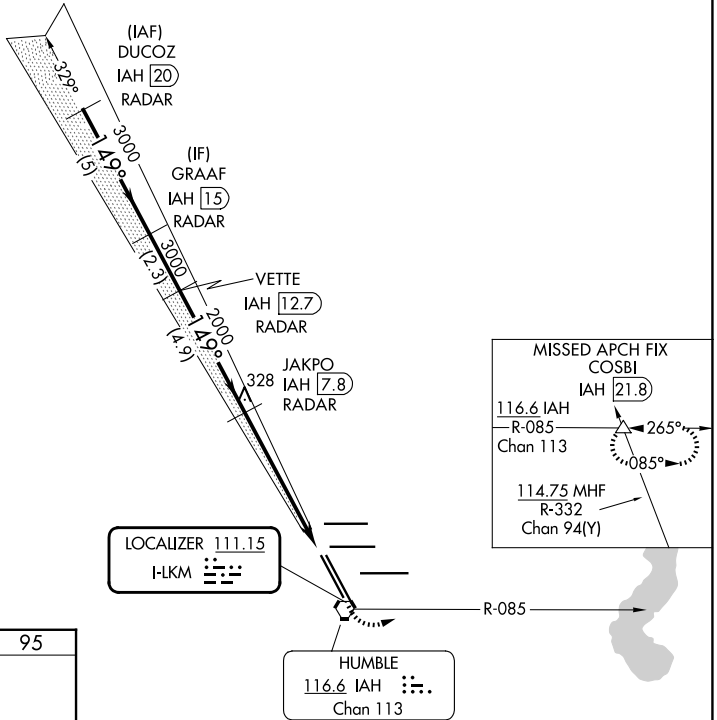 (IAF)
DUCOZ
IAH 20
RADAR
329°
3000
(5)
149°
(IF)
GRAAF
IAH 15
RADAR
3000
(2.3)
VETTE
IAH 12.7
RADAR
2000
149°
(4.9)
328
JAKPO
IAH 7.8
RADAR
MISSED APCH FIX
COSBI
IAH 21.8
116.6 IAH
R-085
Chan 113
265°
085°
114.75 MHF
R-332
Chan 94(Y)
LOCALIZER 111.15
I-LKM
R-085
HUMBLE
116.6 IAH
Chan 113
95